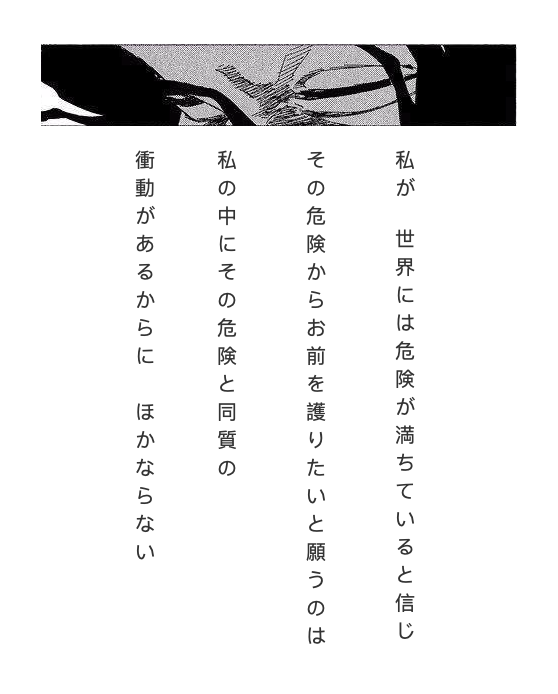 私が　世界には危険が満ちていると信じ
その危険からお前を護りたいと願うのは
私の中にその危険と同質の
衝動があるからに　ほかならない